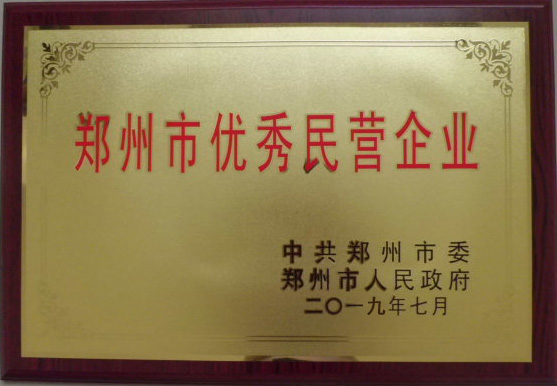 郑州市优秀民营企业
中共郑州市委
郑州市人民政府
二〇一九年七月